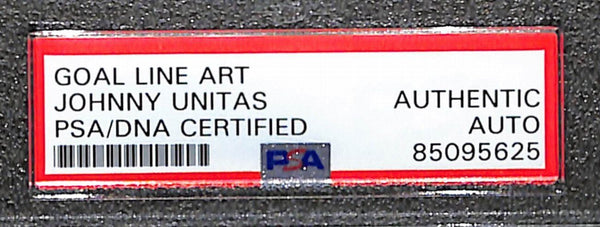 GOAL LINE ART
JOHNNY UNITAS
PSA/DNA CERTIFIED
AUTHENTIC
AUTO
85095625
PSA